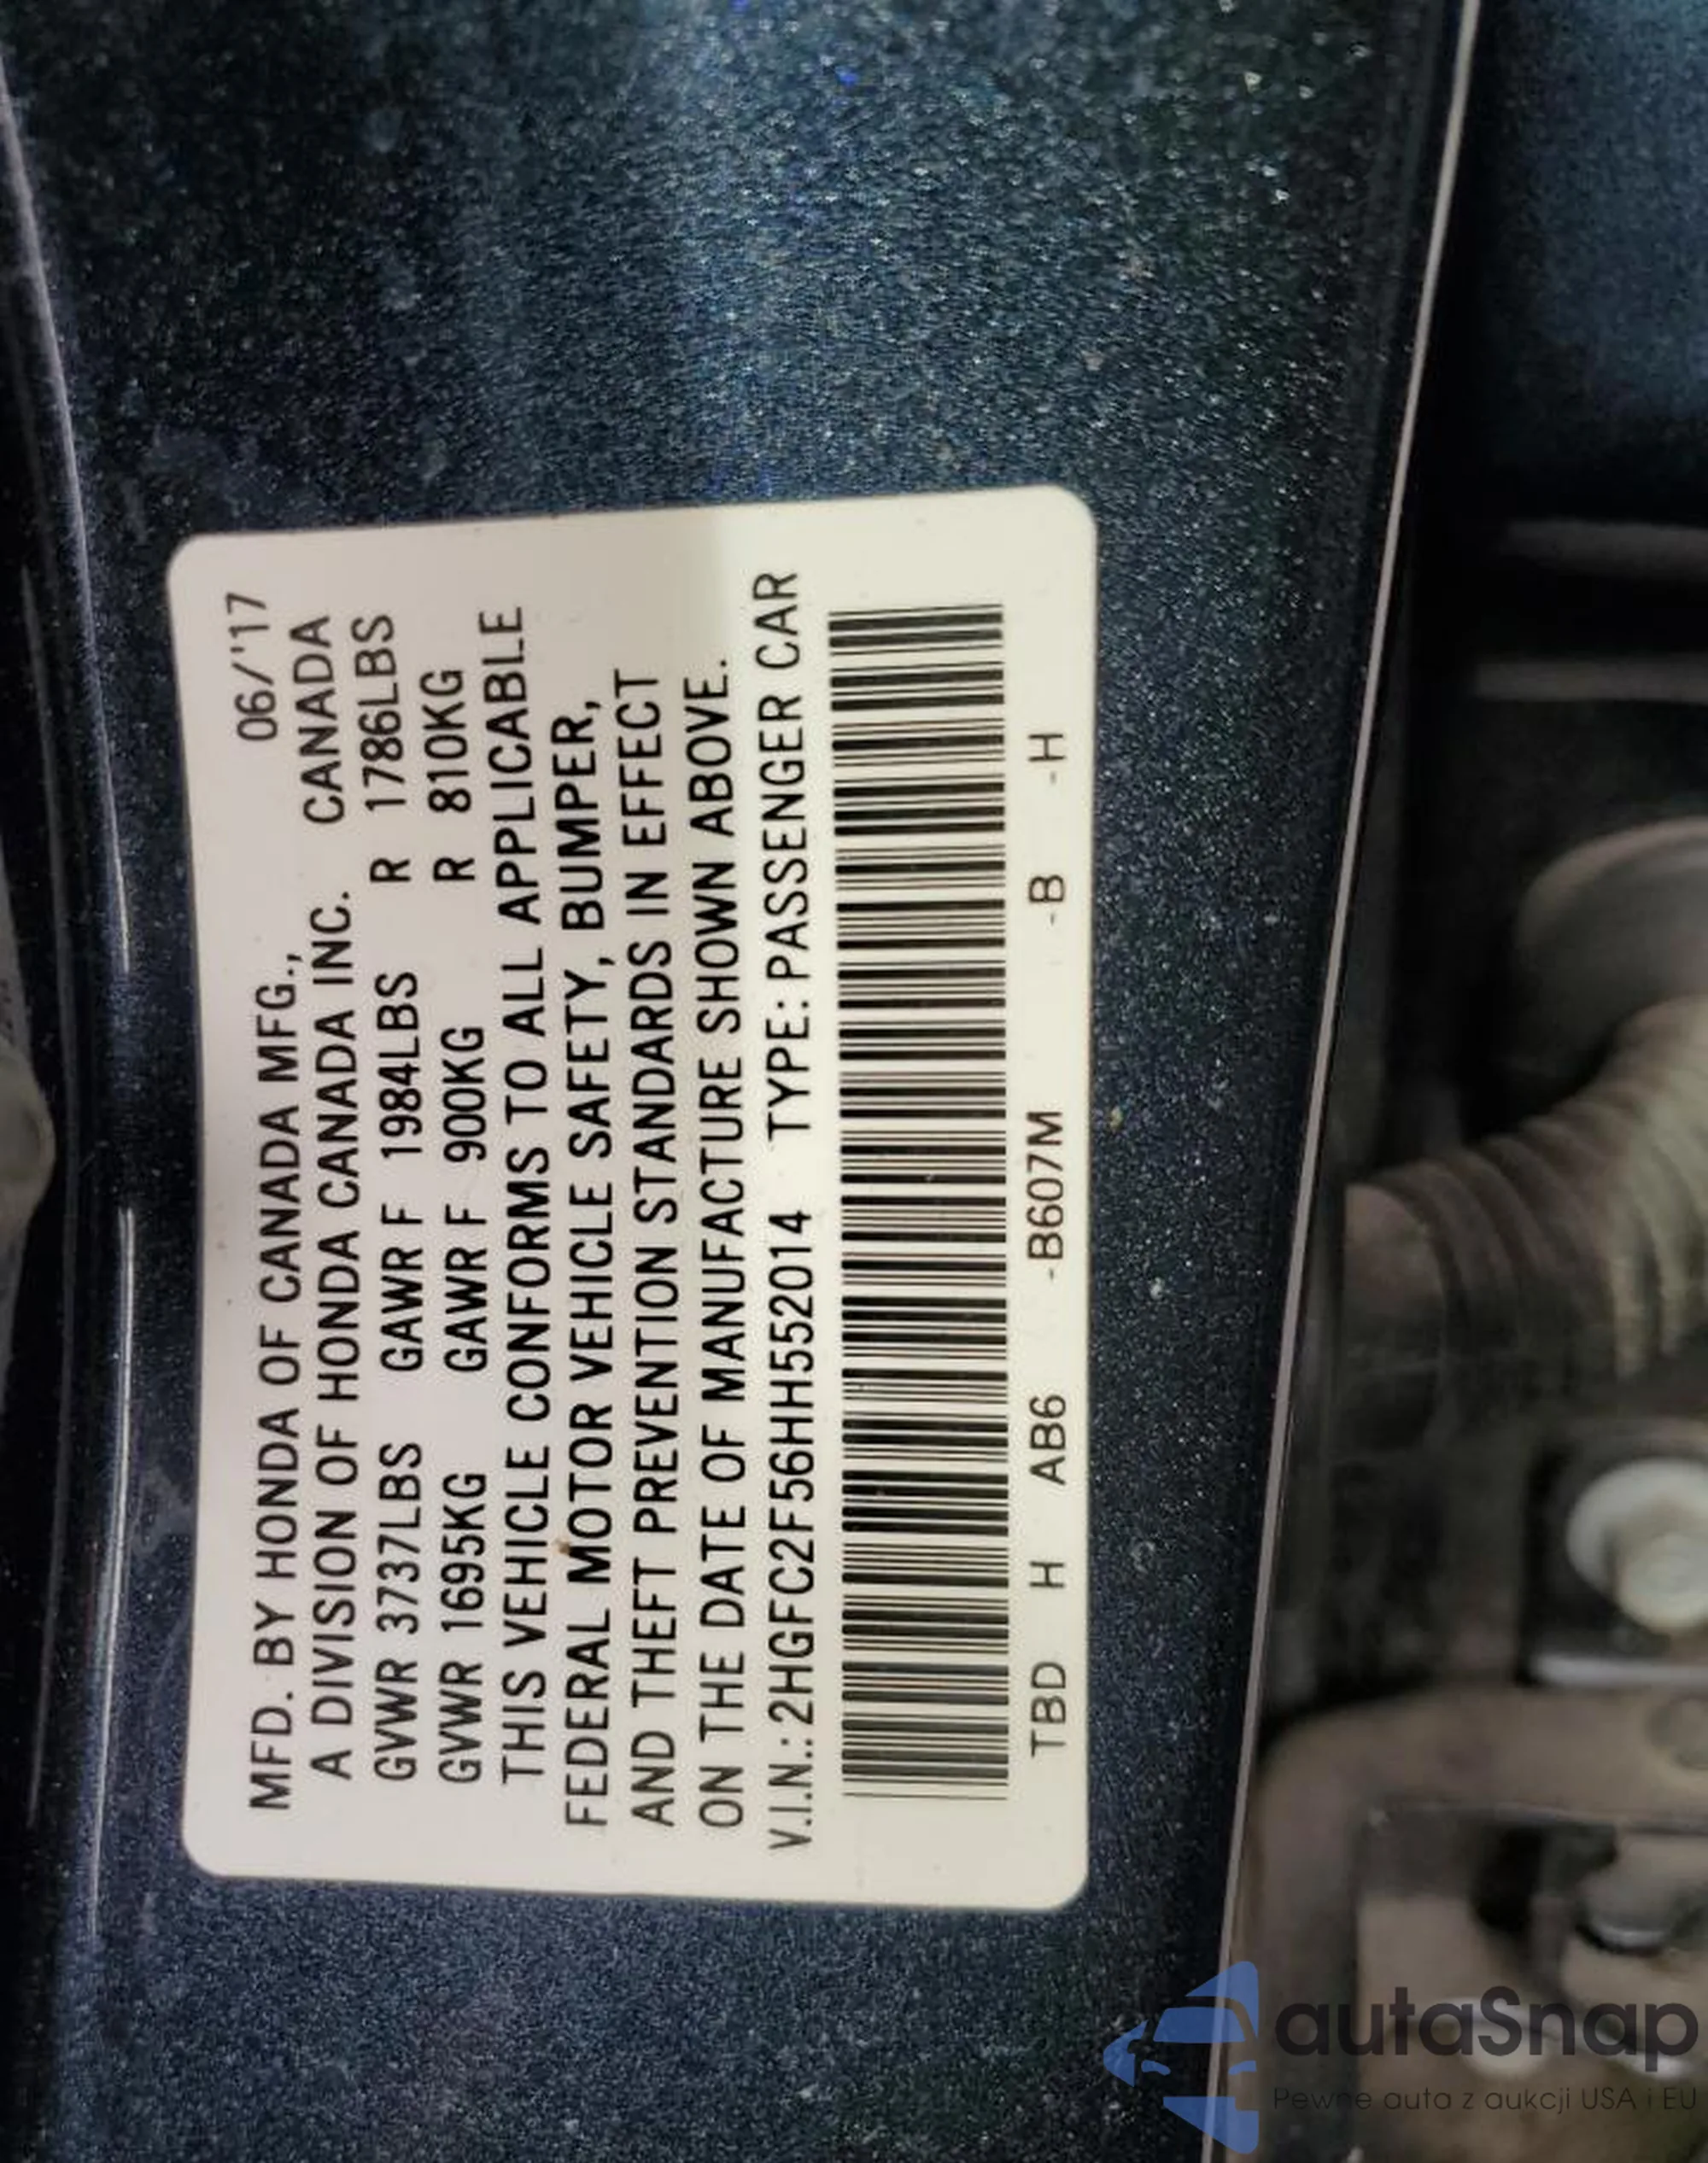 MFD. BY HONDA OF CANADA MFG., 06/'17
A DIVISION OF HONDA CANADA INC. CANADA
GVWR 3737LBS GAWR F 1984LBS R 1786LBS
GVWR 1695KG GAWR F 900KG R 810KG
THIS VEHICLE CONFORMS TO ALL APPLICABLE
FEDERAL MOTOR VEHICLE SAFETY, BUMPER,
AND THEFT PREVENTION STANDARDS IN EFFECT
ON THE DATE OF MANUFACTURE SHOWN ABOVE.
V.I.N.: 2HGFC2F56HH552014 TYPE: PASSENGER CAR
TBD H AB6 -B607M -B -H
autaSnap
Pewne auta z aukcji USA i EU